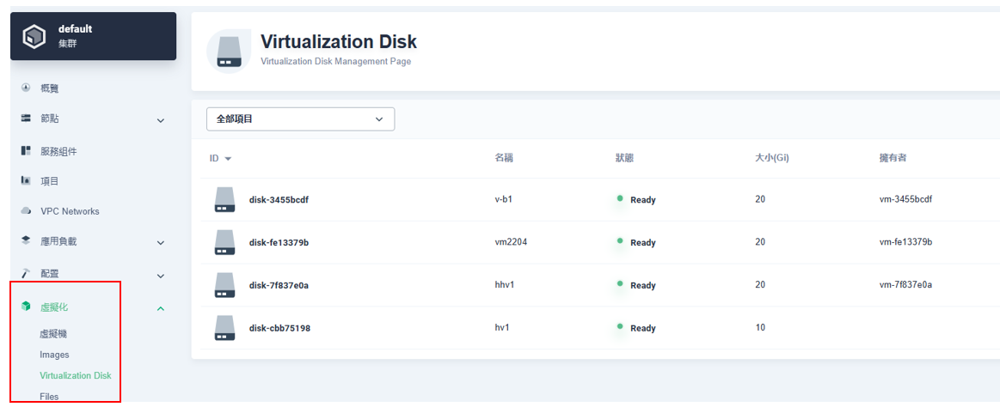 default
集群
概覽
節點
服務組件
項目
VPC Networks
應用負載
配置
虛擬化
虛擬機
Images
Virtualization Disk
Files
Virtualization Disk
Virtualization Disk Management Page
全部項目
ID 名稱 狀態 大小(Gi) 擁有者
disk-3455bcdf v-b1 Ready 20 vm-3455bcdf
disk-fe13379b vm2204 Ready 20 vm-fe13379b
disk-7f837e0a hhv1 Ready 20 vm-7f837e0a
disk-cbb75198 hv1 Ready 10